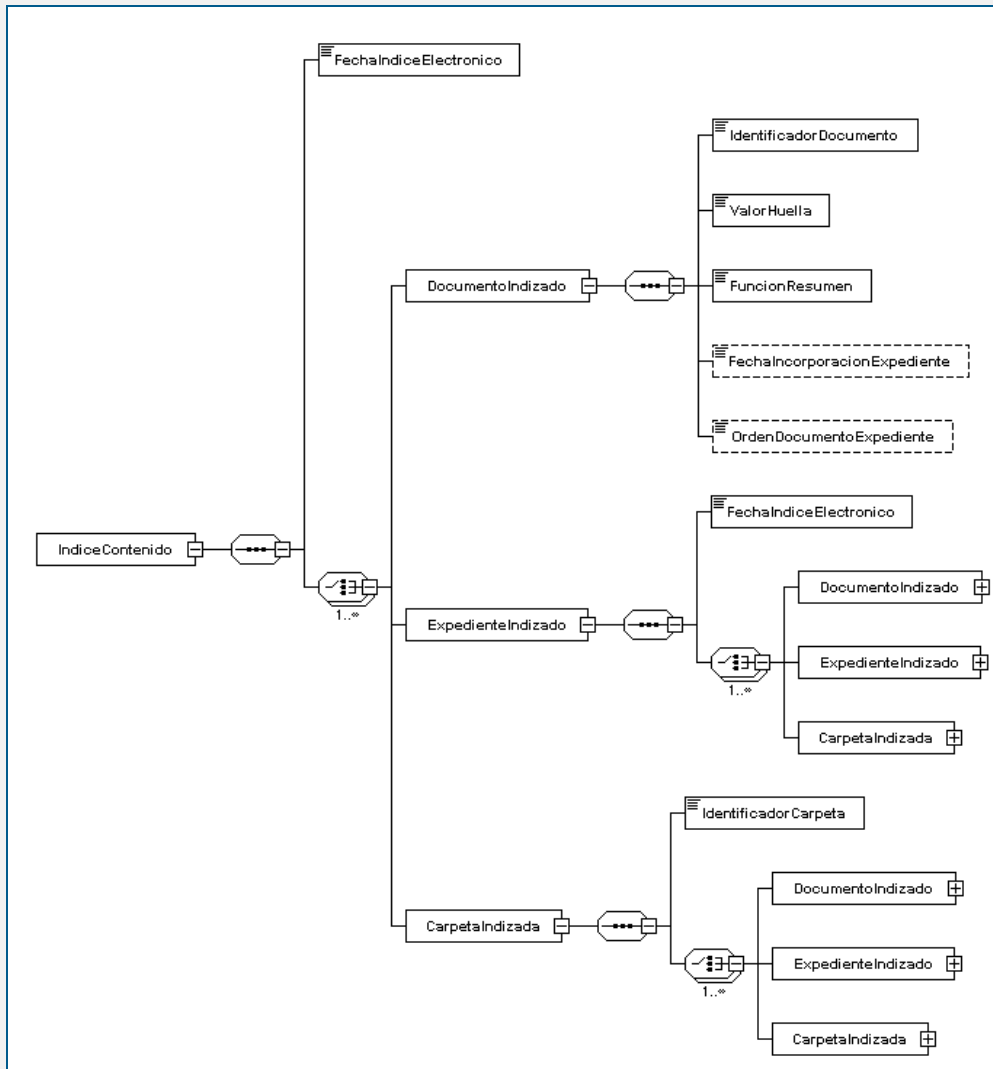 FechaIndiceElectronico
IdentificadorDocumento
ValorHuella
DocumentoIndizado
FuncionResumen
FechaIncorporacionExpediente
OrdenDocumentoExpediente
IndiceContenido
1..∞
FechaIndiceElectronico
ExpedienteIndizado
DocumentoIndizado
ExpedienteIndizado
1..∞
CarpetaIndizada
IdentificadorCarpeta
CarpetaIndizada
DocumentoIndizado
ExpedienteIndizado
1..∞
CarpetaIndizada